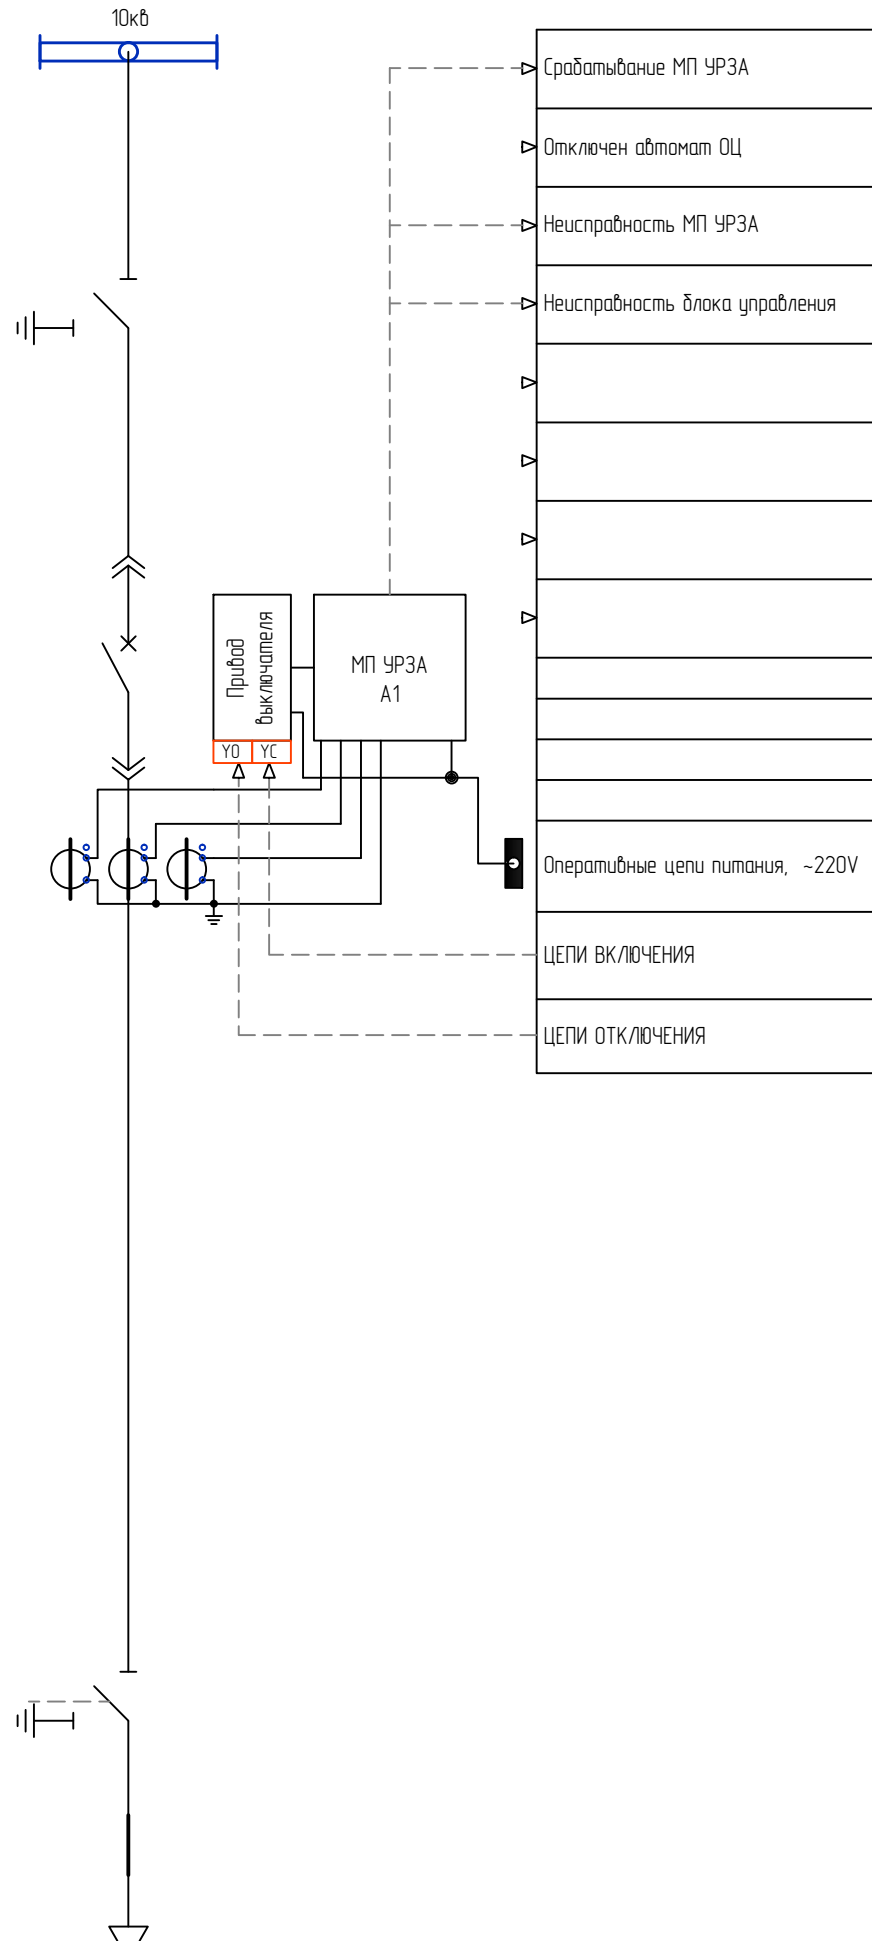 10кв
Срабатывание МП УРЗА
Отключен автомат ОЦ
Неисправность МП УРЗА
Неисправность блока управления
Привод
выключателя
YO
YC
МП УРЗА
А1
Оперативные цепи питания, ~220V
ЦЕПИ ВКЛЮЧЕНИЯ
ЦЕПИ ОТКЛЮЧЕНИЯ